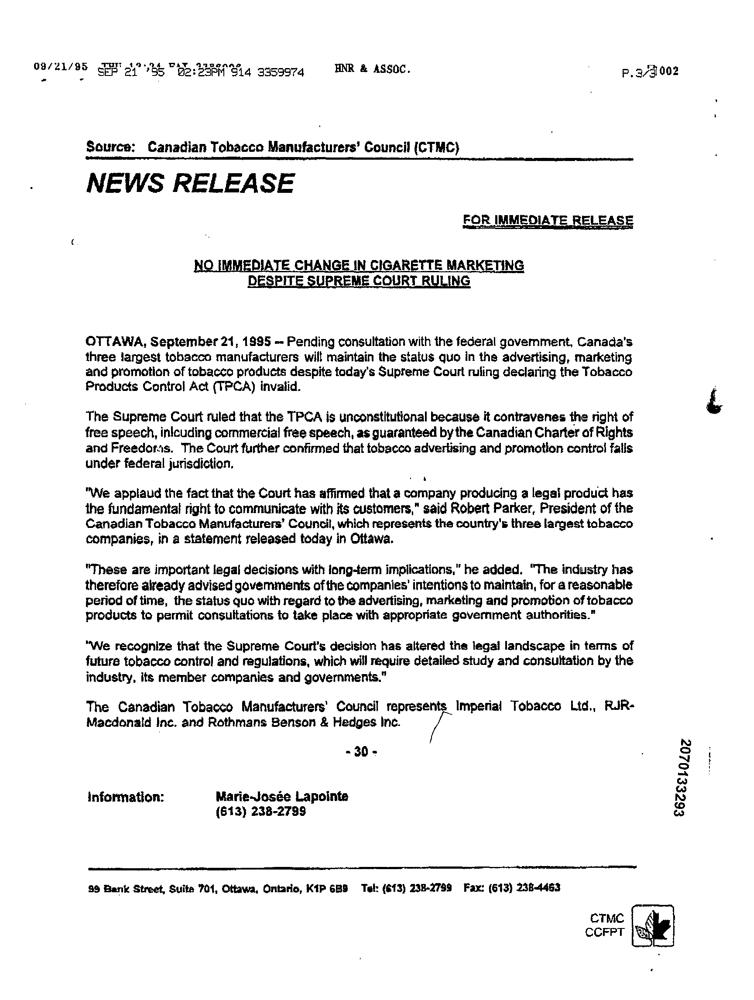 09/21/95
SEP 21 '95 02:23PM 914 3359974 HNR & ASSOC. P.3/3 002
Source: Canadian Tobacco Manufacturers' Council (CTMC)
NEWS RELEASE
FOR IMMEDIATE RELEASE
NO IMMEDIATE CHANGE IN CIGARETTE MARKETING
DESPITE SUPREME COURT RULING
OTTAWA, September 21, 1995 -- Pending consultation with the federal government, Canada's
three largest tobacco manufacturers will maintain the status quo in the advertising, marketing
and promotion of tobacco products despite today's Supreme Court ruling declaring the Tobacco
Products Control Act (TPCA) invalid.
The Supreme Court ruled that the TPCA is unconstitutional because it contravenes the right of
free speech, inlcuding commercial free speech, as guaranteed by the Canadian Charter of Rights
and Freedoms. The Court further confirmed that tobacco advertising and promotion control falls
under federal jurisdiction.
"We applaud the fact that the Court has affirmed that a company producing a legal product has
the fundamental right to communicate with its customers," said Robert Parker, President of the
Canadian Tobacco Manufacturers' Council, which represents the country's three largest tobacco
companies, in a statement released today in Ottawa.
"These are important legal decisions with long-term implications," he added. "The industry has
therefore already advised governments of the companies' intentions to maintain, for a reasonable
period of time, the status quo with regard to the advertising, marketing and promotion of tobacco
products to permit consultations to take place with appropriate government authorities."
"We recognize that the Supreme Court's decision has altered the legal landscape in terms of
future tobacco control and regulations, which will require detailed study and consultation by the
industry, its member companies and governments."
The Canadian Tobacco Manufacturers' Council represents Imperial Tobacco Ltd., RJR-
Macdonald Inc. and Rothmans Benson & Hedges Inc.
- 30 -
Information: Marie-Josée Lapointe
(613) 238-2799
2070133293
99 Bank Street, Suite 701, Ottawa, Ontario, K1P 6B9 Tel: (613) 238-2799 Fax: (613) 238-4463
CTMC
CCFPT